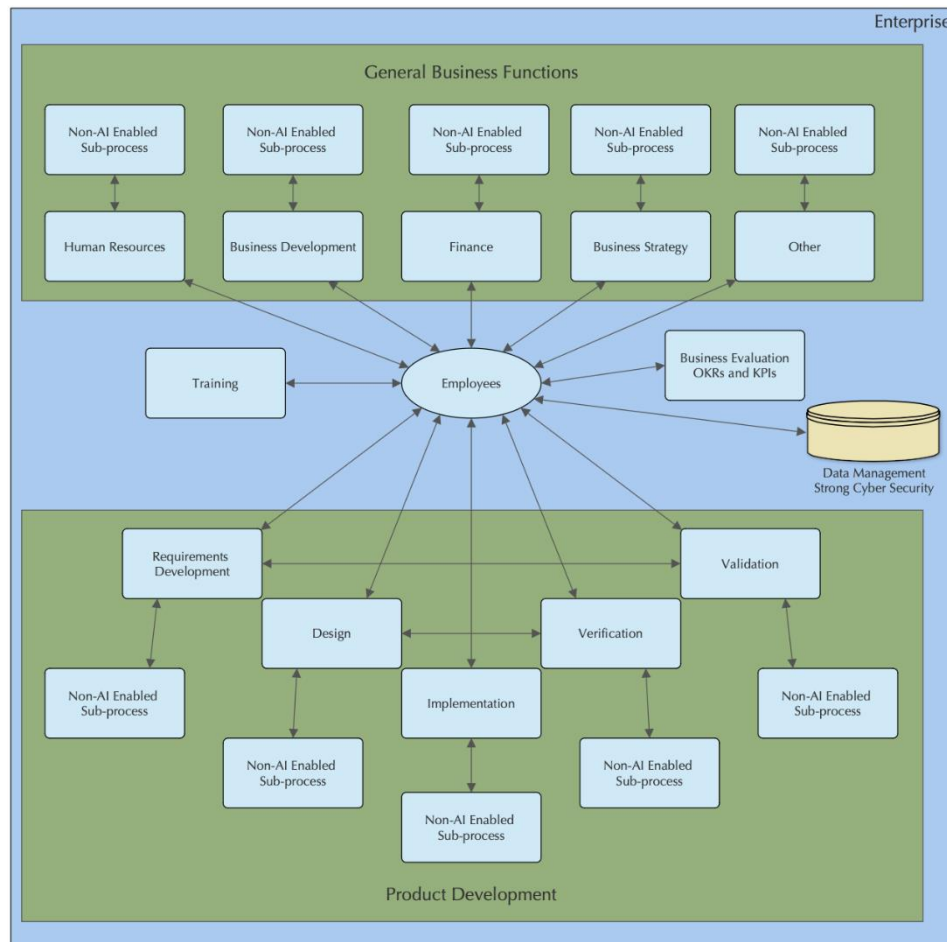 Enterprise
General Business Functions
Non-AI Enabled
Sub-process
Non-AI Enabled
Sub-process
Non-AI Enabled
Sub-process
Non-AI Enabled
Sub-process
Non-AI Enabled
Sub-process
Human Resources
Business Development
Finance
Business Strategy
Other
Training
Employees
Business Evaluation
OKRs and KPIs
Data Management
Strong Cyber Security
Requirements
Development
Validation
Design
Verification
Non-AI Enabled
Sub-process
Implementation
Non-AI Enabled
Sub-process
Non-AI Enabled
Sub-process
Non-AI Enabled
Sub-process
Non-AI Enabled
Sub-process
Product Development